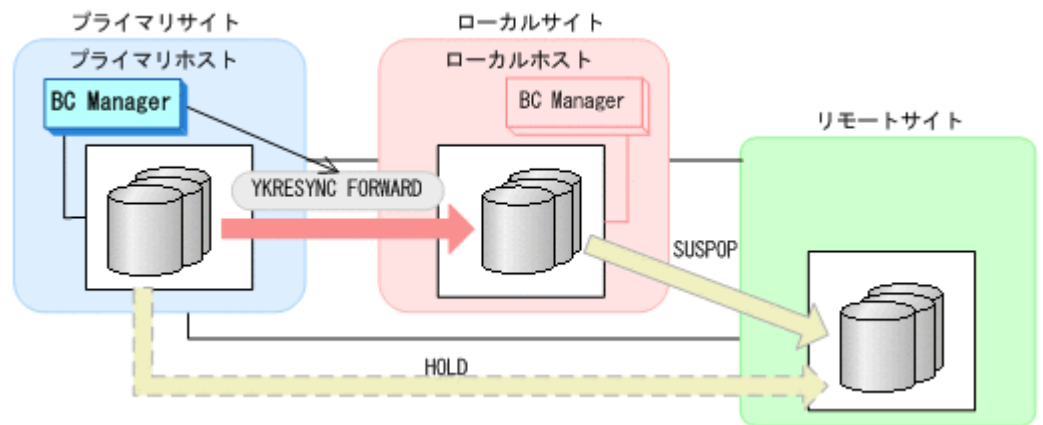 プライマリサイト
ローカルサイト
プライマリホスト
ローカルホスト
BC Manager
BC Manager
リモートサイト
YKRESYNC FORWARD
SUSPOP
HOLD